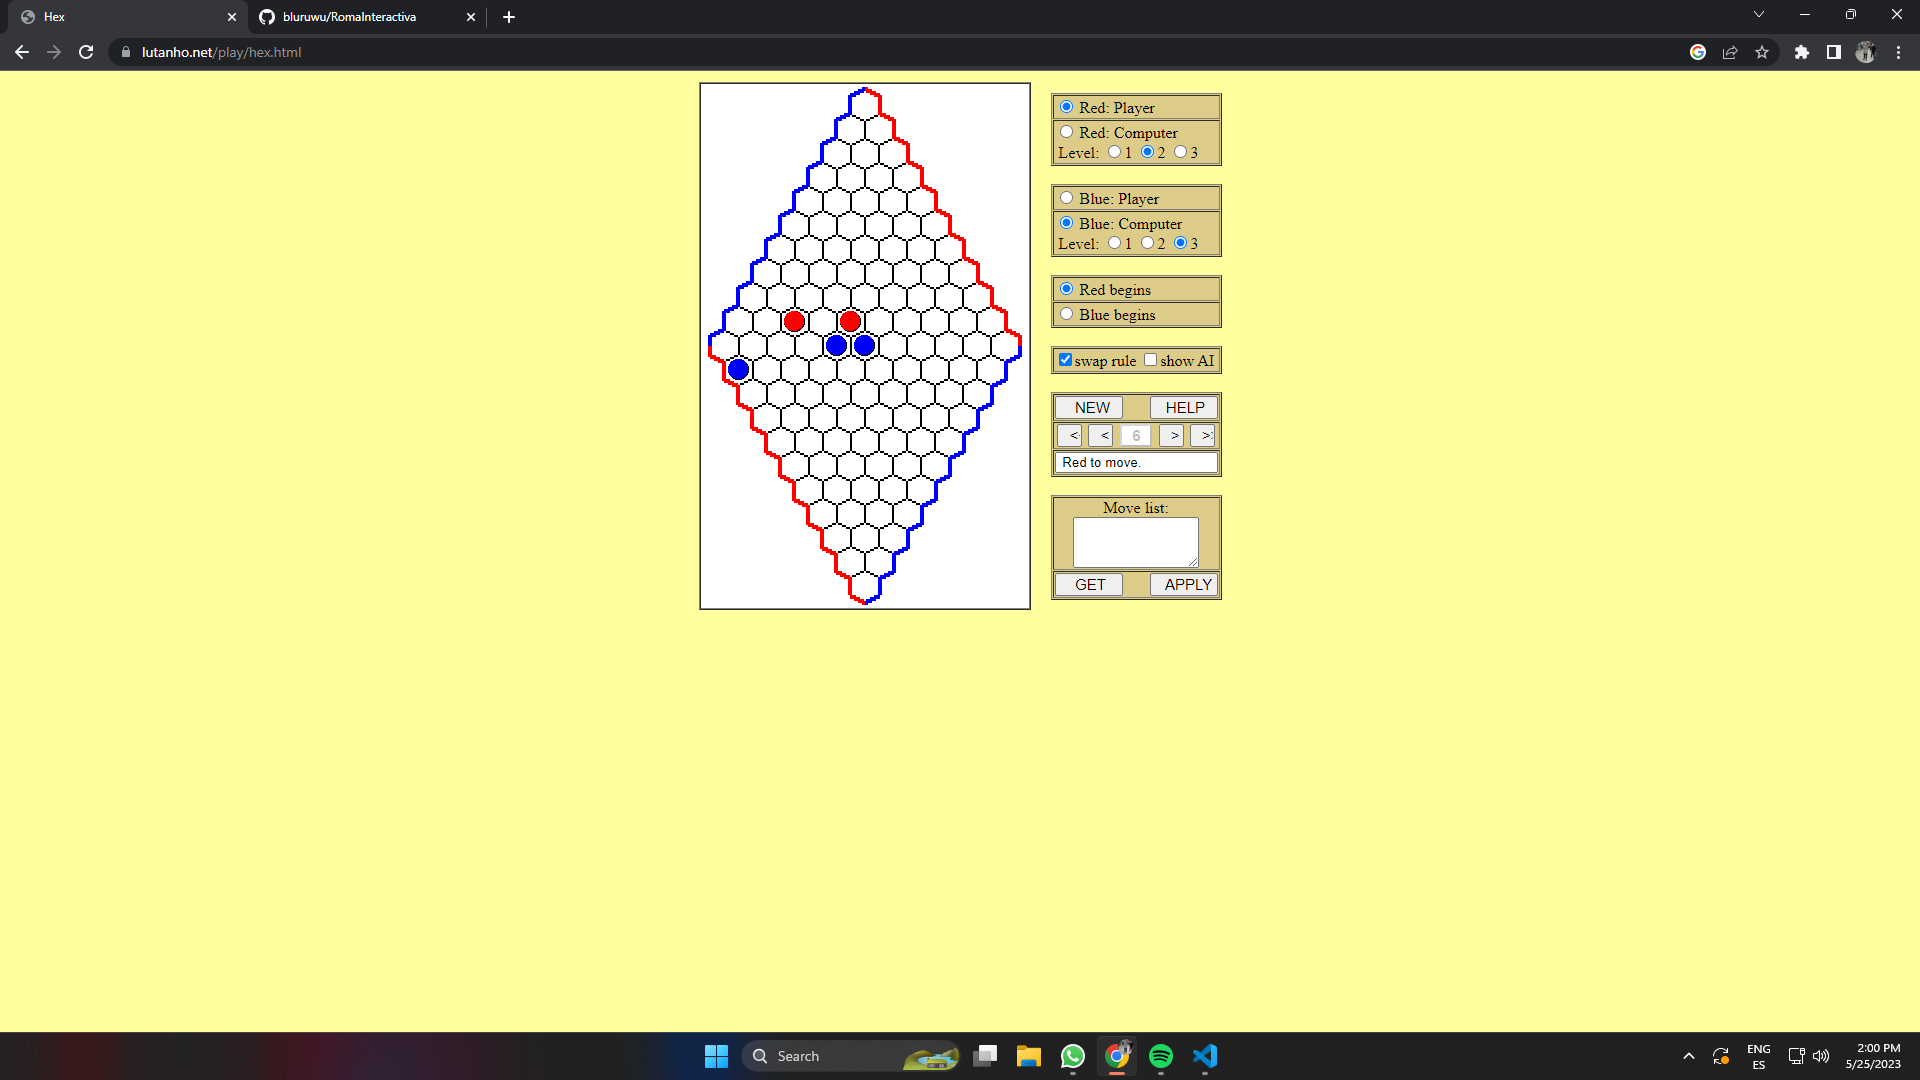 Hex
bluruwu/RomaInteractiva
lutanho.net/play/hex.html
Red: Player
Red: Computer
Level: 1 2 3
Blue: Player
Blue: Computer
Level: 1 2 3
Red begins
Blue begins
swap rule show AI
NEW HELP
< < 6 > >
Red to move.
Move list:
GET APPLY
Search
ENG
ES
2:00 PM
5/25/2023